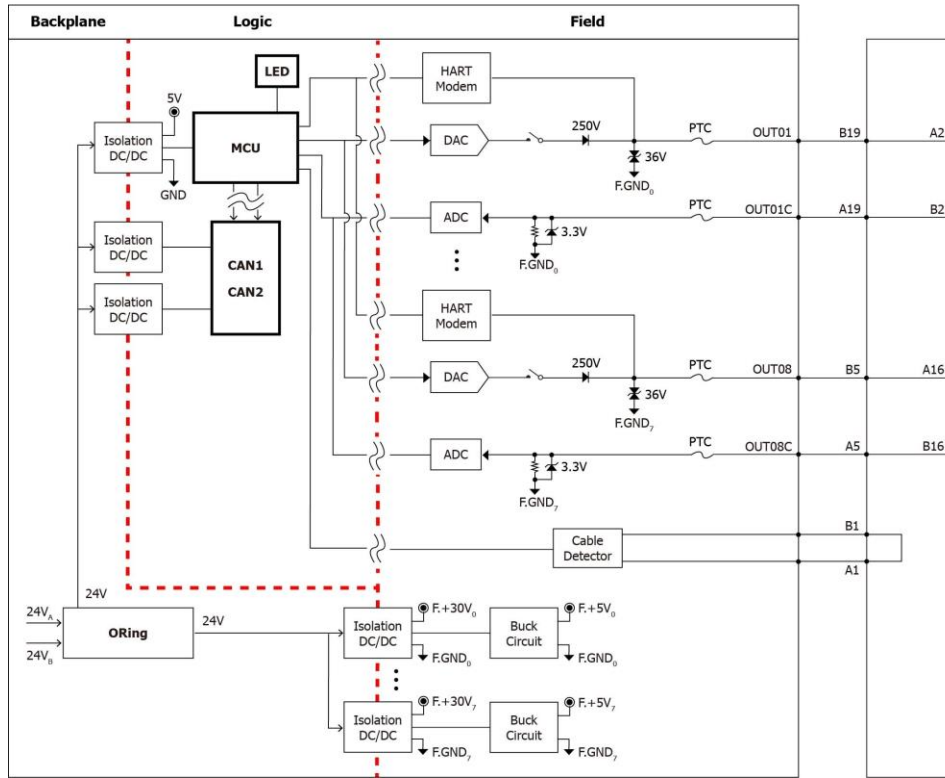 Backplane
Logic
Field
LED
HART
Modem
5V
Isolation
DC/DC
MCU
GND
DAC
250V
36V
F.GND₀
PTC
OUT01
B19
A2
ADC
3.3V
F.GND₀
PTC
OUT01C
A19
B2
Isolation
DC/DC
CAN1
CAN2
Isolation
DC/DC
HART
Modem
DAC
250V
36V
F.GND₇
PTC
OUT08
B5
A16
ADC
3.3V
F.GND₇
PTC
OUT08C
A5
B16
Cable
Detector
B1
A1
24V
24V_A
24V_B
ORing
24V
Isolation
DC/DC
F.+30V₀
F.GND₀
Buck
Circuit
F.+5V₀
F.GND₀
Isolation
DC/DC
F.+30V₇
F.GND₇
Buck
Circuit
F.+5V₇
F.GND₇